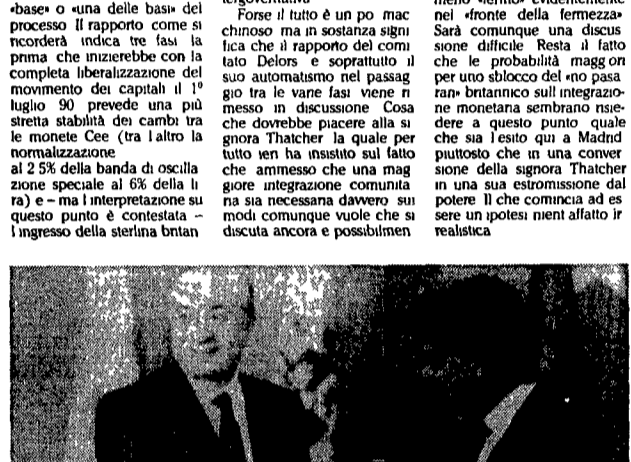 «base» o «una delle basi» del
processo Il rapporto come si
ricorderà indica tre fasi la
prima che inizierebbe con la
completa liberalizzazione del
movimento dei capitali il 1°
luglio 90 prevede una più
stretta stabilità dei cambi tra
le monete Cee (tra l altro la
normalizzazione
al 2 5% della banda di oscilla
zione speciale al 6% della li
ra) e – ma l interpretazione su
questo punto è contestata –
l ingresso della sterlina britan
Forse il tutto è un po mac
chinoso ma in sostanza signi
fica che il rapporto del comi
tato Delors e soprattutto il
suo automatismo nel passag
gio tra le varie fasi viene ri
messo in discussione Cosa
che dovrebbe piacere alla si
gnora Thatcher la quale per
tutto ieri ha insistito sul fatto
che ammesso che una mag
giore integrazione comunita
ria sia necessaria davvero sui
modi comunque vuole che si
discuta ancora e possibilmen
nel «fronte della fermezza»
Sarà comunque una discus
sione difficile Resta il fatto
che le probabilità maggiori
per uno sblocco del «no pasa
ran» britannico sull integrazio-
ne monetaria sembrano risie-
dere a questo punto quale
che sia l esito qui a Madrid
piuttosto che in una conver
sione della signora Thatcher
in una sua estromissione dal
potere Il che comincia ad es
sere un ipotesi nient affatto ir
realistica